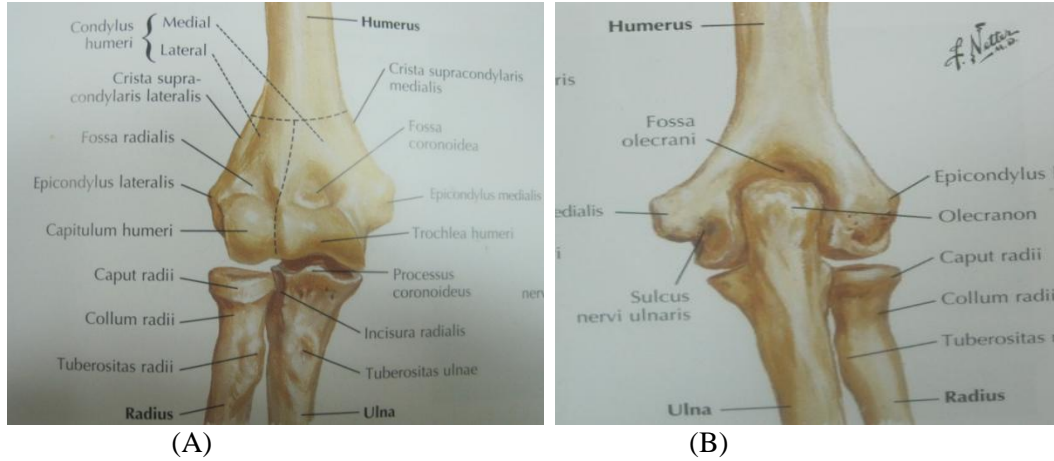 Humerus
Condylus
humeri
Medial
Lateral
Crista supra-
condylaris lateralis
Fossa radialis
Epicondylus lateralis
Capitulum humeri
Caput radii
Collum radii
Tuberositas radii
Radius
Crista supracondylaris
medialis
Fossa
coronoidea
Epicondylus medialis
Trochlea humeri
Processus
coronoideus
Incisura radialis
Tuberositas ulnae
Ulna
(A)
Humerus
F. Netter
M.D.
Fossa
olecrani
Sulcus
nervi ulnaris
Ulna
Epicondylus
Olecranon
Caput radii
Collum radii
Tuberositas
Radius
(B)